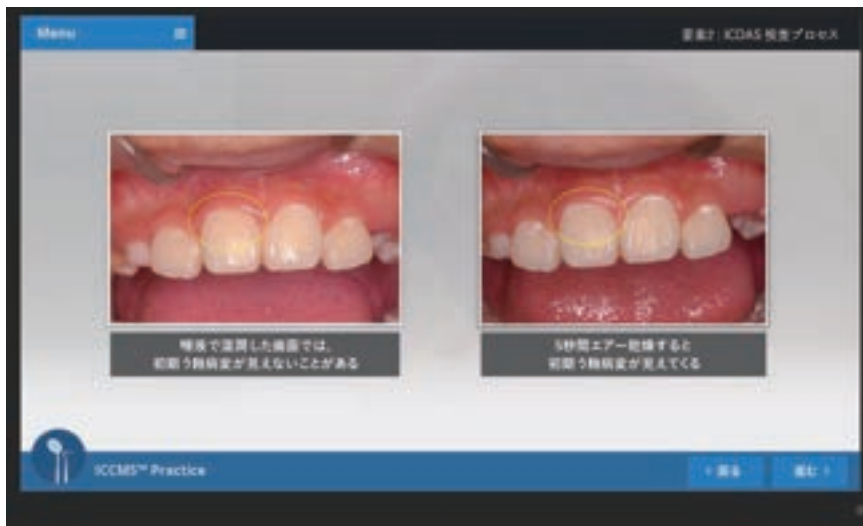 Menu
要素2 | ICDAS 検査プロセス
唾液で湿潤した歯面では、
初期う蝕病変が見えないことがある
5秒間エアー乾燥すると
初期う蝕病変が見えてくる
ICCMS™ Practice
戻る
進む